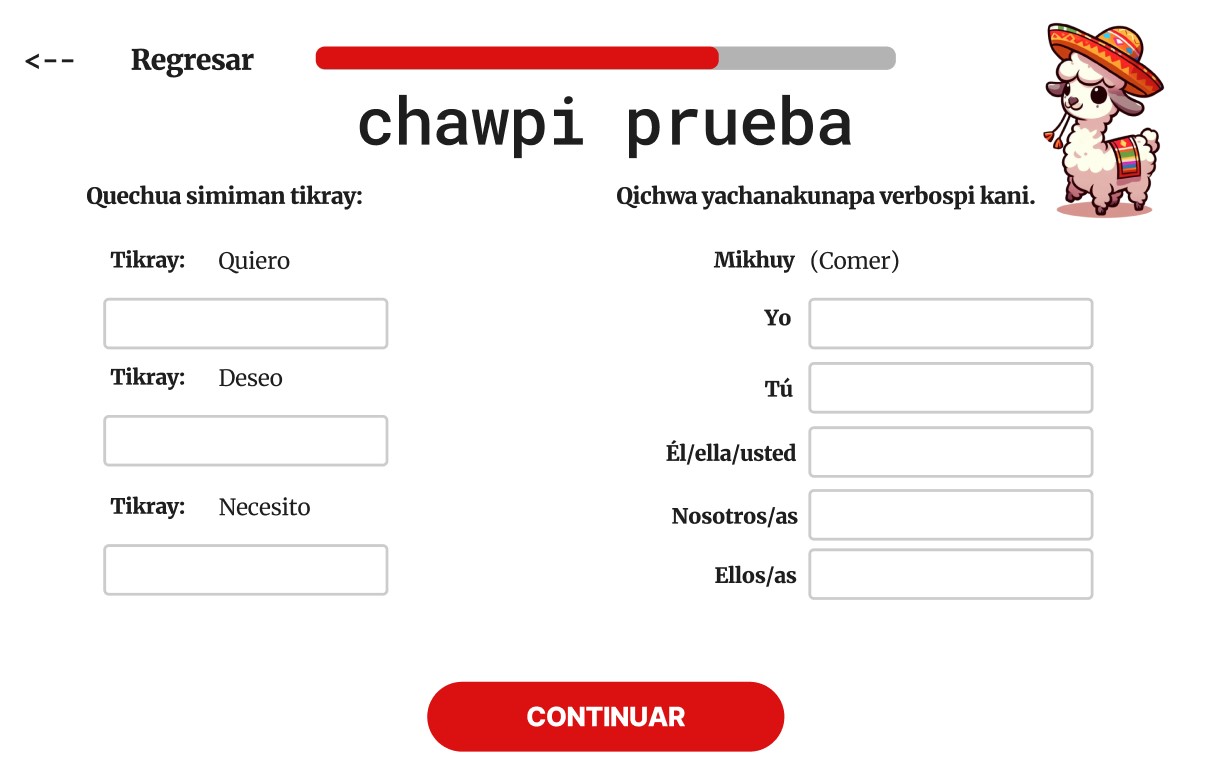 <-- Regresar
chawpi prueba
Quechua simiman tikray:
Tikray: Quiero
Tikray: Deseo
Tikray: Necesito
Qichwa yachanakunapa verbospi kani.
Mikhuy (Comer)
Yo
Tú
Él/ella/usted
Nosotros/as
Ellos/as
CONTINUAR